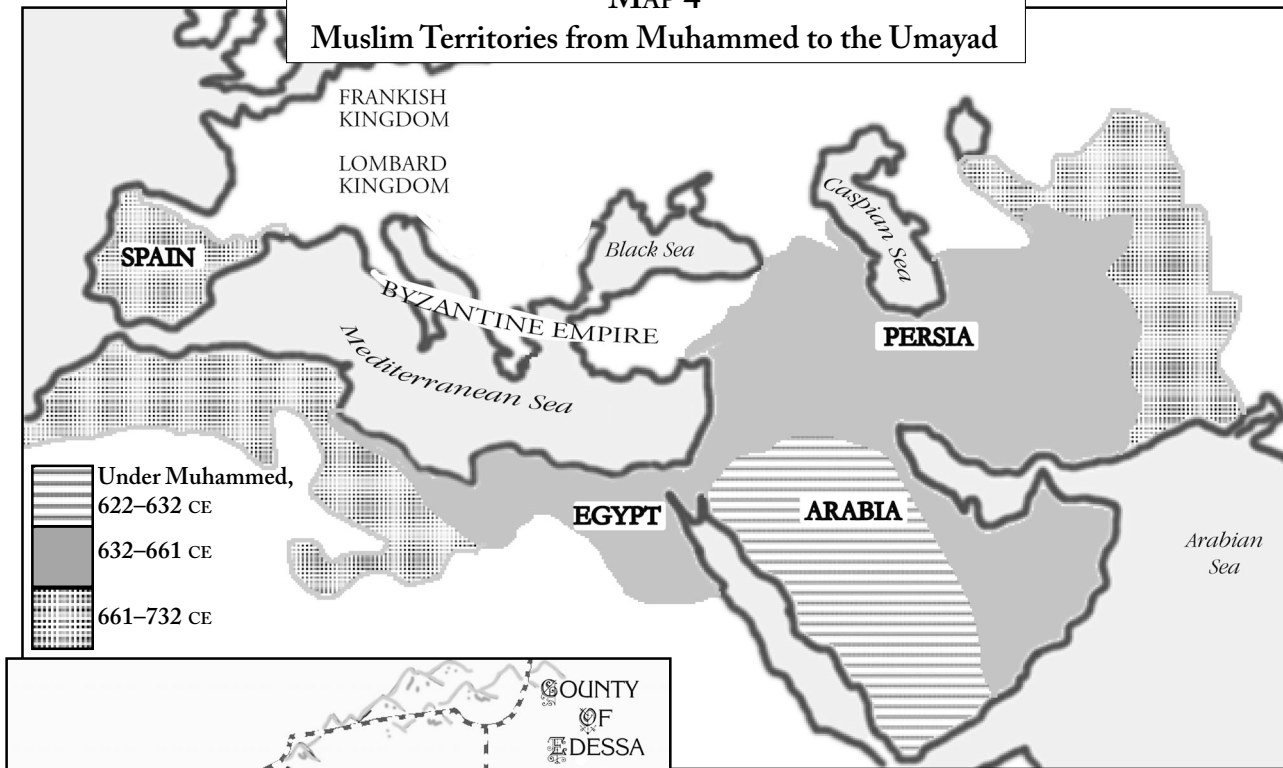 MAP 4
Muslim Territories from Muhammed to the Umayad
FRANKISH
KINGDOM
LOMBARD
KINGDOM
SPAIN
Black Sea
Caspian Sea
BYZANTINE EMPIRE
Mediterranean Sea
PERSIA
Under Muhammed,
622–632 CE
632–661 CE
661–732 CE
EGYPT
ARABIA
Arabian
Sea
COUNTY
OF
EDESSA